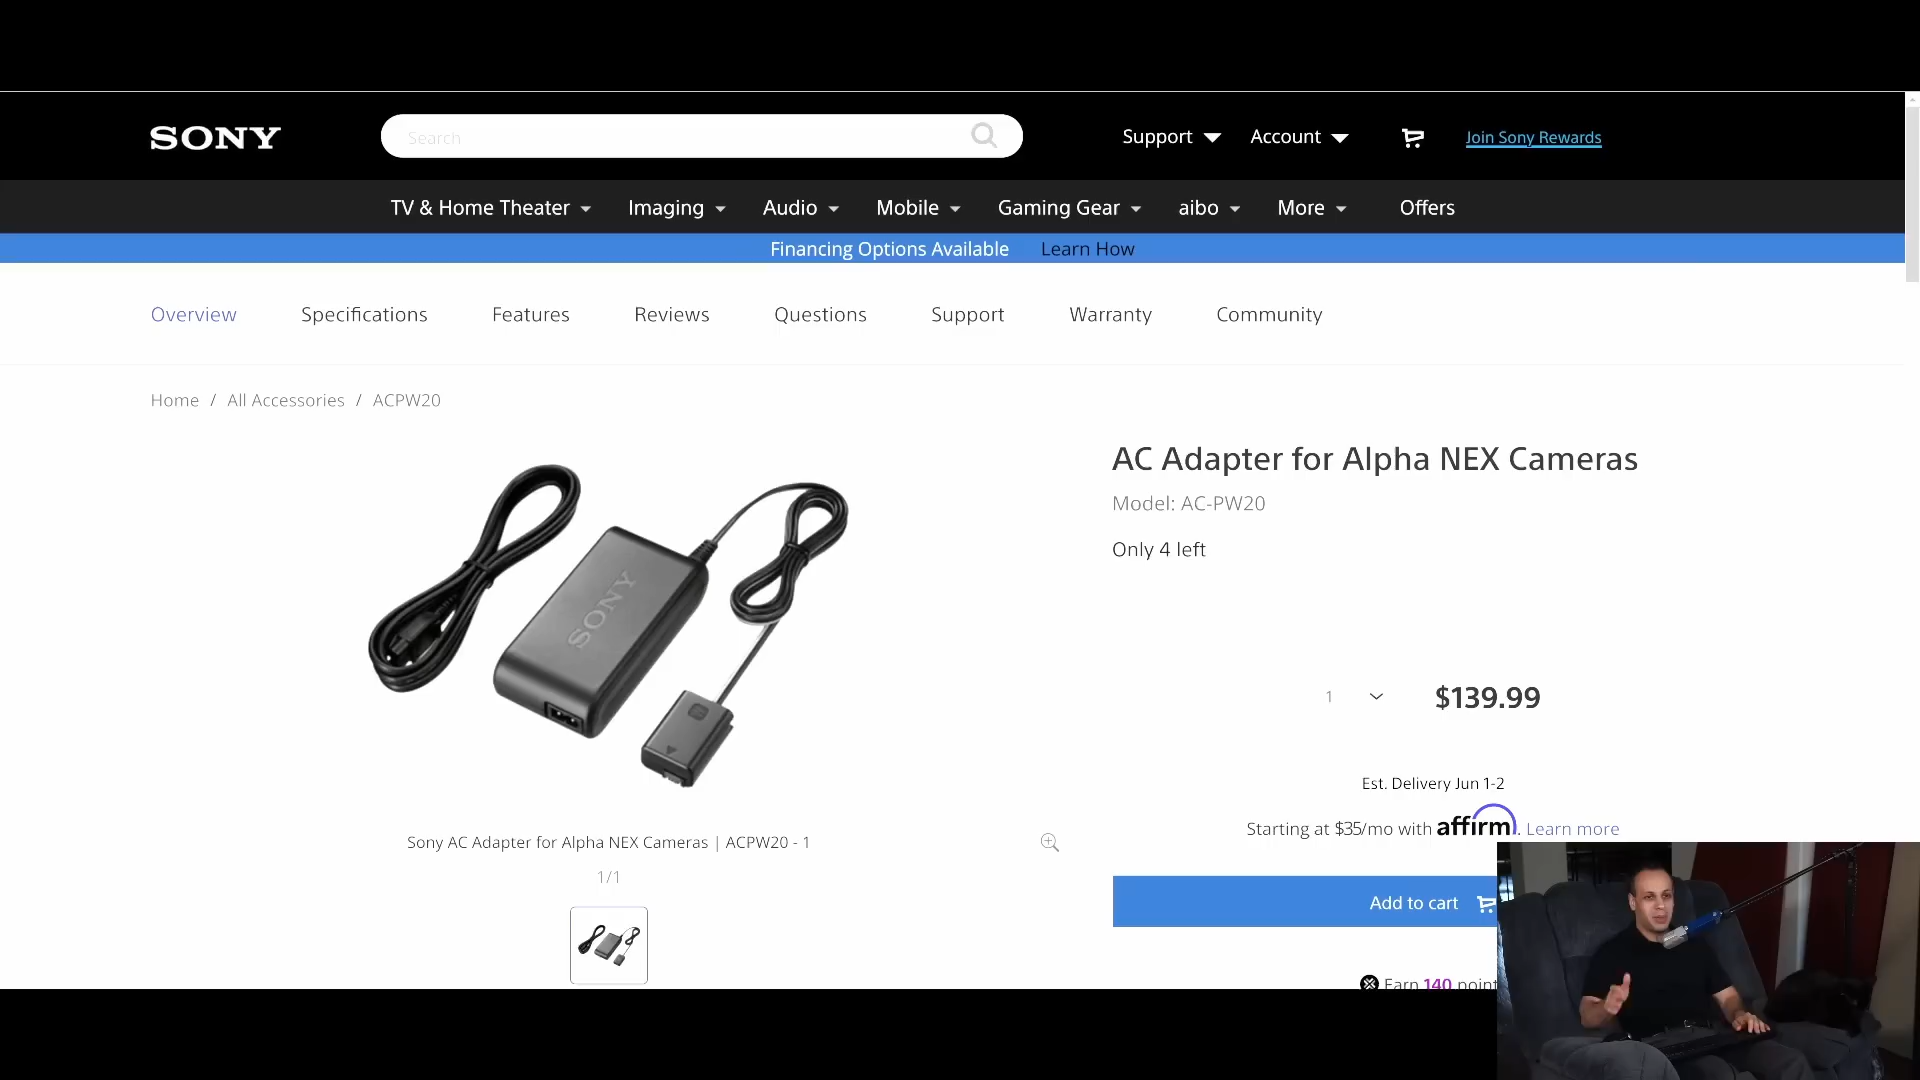 SONY
Search
Support
Account
Join Sony Rewards
TV & Home Theater
Imaging
Audio
Mobile
Gaming Gear
aibo
More
Offers
Financing Options Available
Learn How
Overview
Specifications
Features
Reviews
Questions
Support
Warranty
Community
Home / All Accessories / ACPW20
SONY
AC Adapter for Alpha NEX Cameras
Model: AC-PW20
Only 4 left
1
$139.99
Est. Delivery Jun 1-2
Starting at $35/mo with affirm. Learn more
Sony AC Adapter for Alpha NEX Cameras | ACPW20 - 1
1/1
Add to cart
Earn 140 point